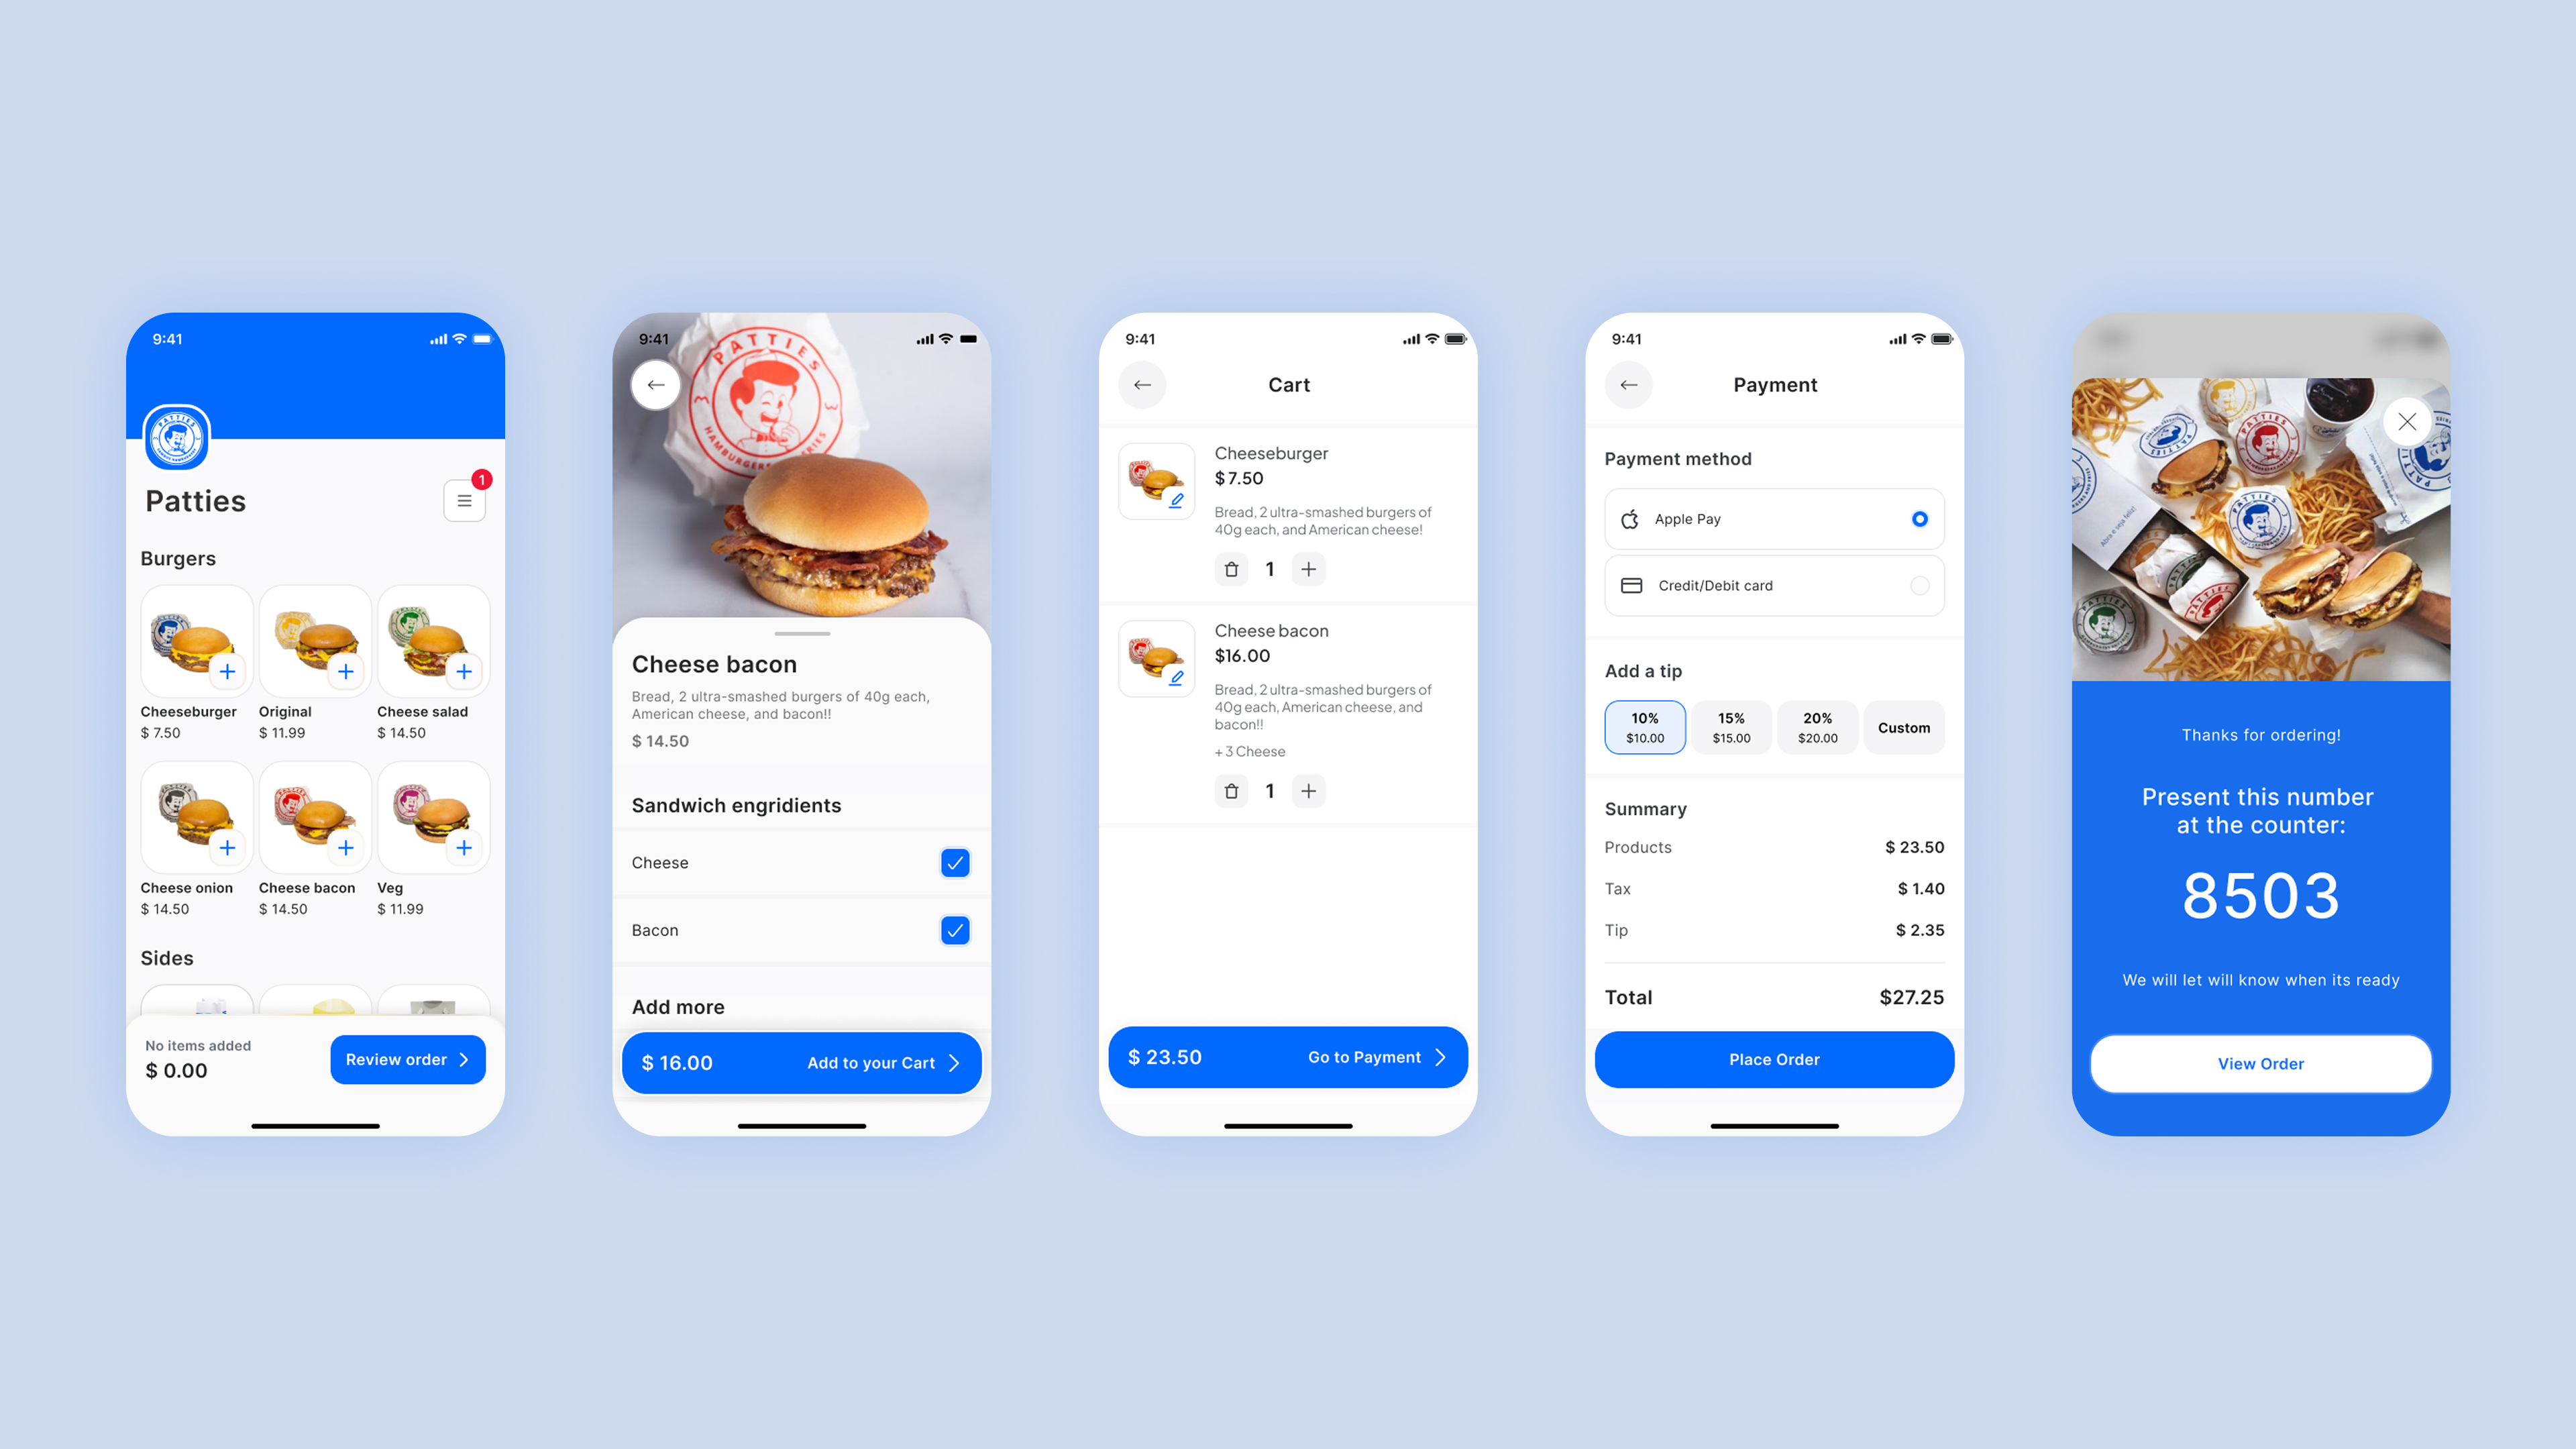 9:41
PATTIES
Patties
1
Burgers
Cheeseburger
$ 7.50
Original
$ 11.99
Cheese salad
$ 14.50
Cheese onion
$ 14.50
Cheese bacon
$ 14.50
Veg
$ 11.99
Sides
No items added
$ 0.00
Review order
9:41
PATTIES
Cheese bacon
Bread, 2 ultra-smashed burgers of 40g each,
American cheese, and bacon!!
$ 14.50
Sandwich engridients
Cheese
Bacon
Add more
$ 16.00
Add to your Cart
9:41
Cart
Cheeseburger
$ 7.50
Bread, 2 ultra-smashed burgers of
40g each, and American cheese!
1
Cheese bacon
$16.00
Bread, 2 ultra-smashed burgers of
40g each, American cheese, and
bacon!!
+ 3 Cheese
1
$ 23.50
Go to Payment
9:41
Payment
Payment method
Apple Pay
Credit/Debit card
Add a tip
10%
$10.00
15%
$15.00
20%
$20.00
Custom
Summary
Products
$ 23.50
Tax
$ 1.40
Tip
$ 2.35
Total
$27.25
Place Order
PATTIES
PATTIES
Abra e seja feliz!
Thanks for ordering!
Present this number
at the counter:
8503
We will let will know when its ready
View Order